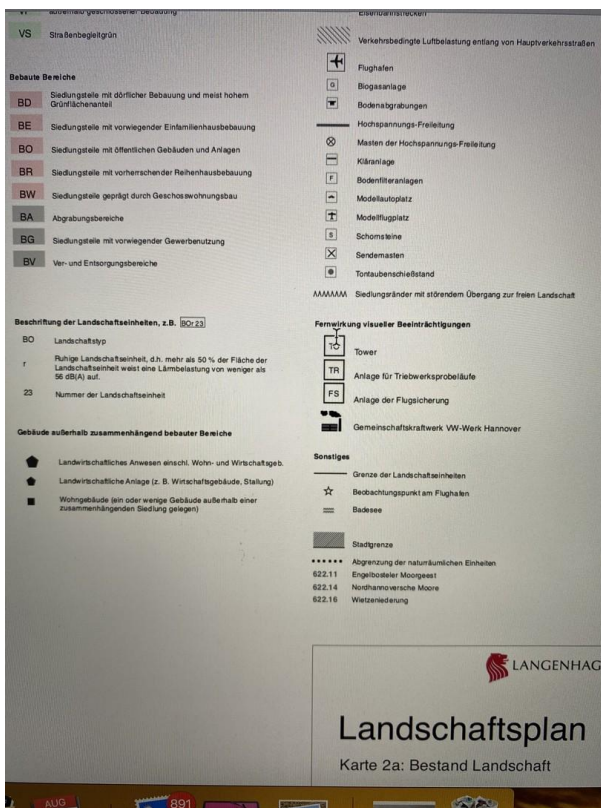 außerhalb geschlossener Bebauung
VS Straßenbegleitgrün
Bebaute Bereiche
BD Siedlungsteile mit dörflicher Bebauung und meist hohem
Grünflächenanteil
BE Siedlungsteile mit vorwiegender Einfamilienhausbebauung
BO Siedlungsteile mit öffentlichen Gebäuden und Anlagen
BR Siedlungsteile mit vorherrschender Reihenhausbebauung
BW Siedlungsteile geprägt durch Geschosswohnungsbau
BA Abgrabungsbereiche
BG Siedlungsteile mit vorwiegender Gewerbenutzung
BV Ver- und Entsorgungsbereiche
Beschriftung der Landschaftseinheiten, z.B. BOr 23
BO Landschaftstyp
r Ruhige Landschaftseinheit, d.h. mehr als 50 % der Fläche der
Landschaftseinheit weist eine Lärmbelastung von weniger als
56 dB(A) auf.
23 Nummer der Landschaftseinheit
Gebäude außerhalb zusammenhängend bebauter Bereiche
Landwirtschaftliches Anwesen einschl. Wohn- und Wirtschaftsgeb.
Landwirtschaftliche Anlage (z. B. Wirtschaftsgebäude, Stallung)
Wohngebäude (ein oder wenige Gebäude außerhalb einer
zusammenhängenden Siedlung gelegen)
Eisenbahnstrecken
Verkehrsbedingte Luftbelastung entlang von Hauptverkehrsstraßen
Flughafen
G Biogasanlage
Bodenabgrabungen
Hochspannungs-Freileitung
Masten der Hochspannungs-Freileitung
Kläranlage
F Bodenfilteranlagen
Modellautoplatz
Modellflugplatz
S Schornsteine
Sendemasten
Tontaubenschießstand
Siedlungsränder mit störendem Übergang zur freien Landschaft
Fernwirkung visueller Beeinträchtigungen
TO Tower
TR Anlage für Triebwerksprobeläufe
FS Anlage der Flugsicherung
Gemeinschaftskraftwerk VW-Werk Hannover
Sonstiges
Grenze der Landschaftseinheiten
Beobachtungspunkt am Flughafen
Badesee
Stadtgrenze
Abgrenzung der naturräumlichen Einheiten
622.11 Engelbosteler Moorgeest
622.14 Nordhannoversche Moore
622.16 Wietzeniederung
LANGENHAG
Landschaftsplan
Karte 2a: Bestand Landschaft
AUG
891